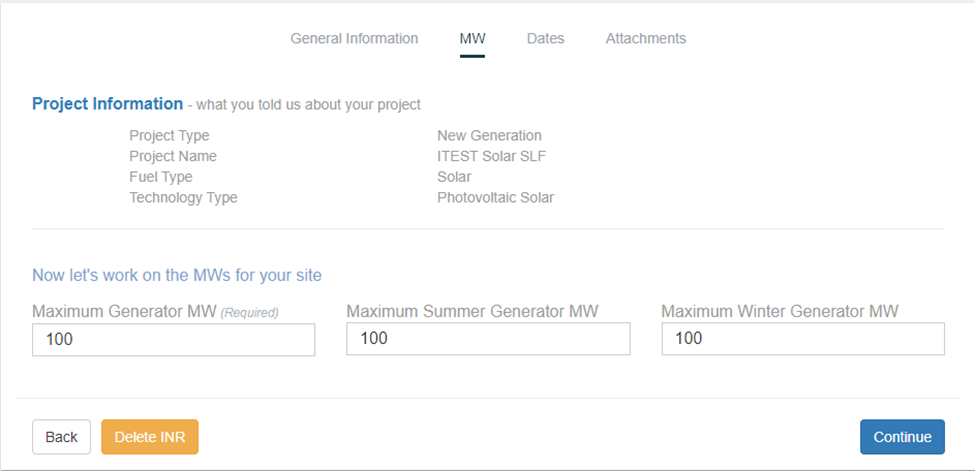 General Information MW Dates Attachments
Project Information - what you told us about your project
Project Type New Generation
Project Name ITEST Solar SLF
Fuel Type Solar
Technology Type Photovoltaic Solar
Now let's work on the MWs for your site
Maximum Generator MW (Required) Maximum Summer Generator MW Maximum Winter Generator MW
100 100 100
Back Delete INR Continue